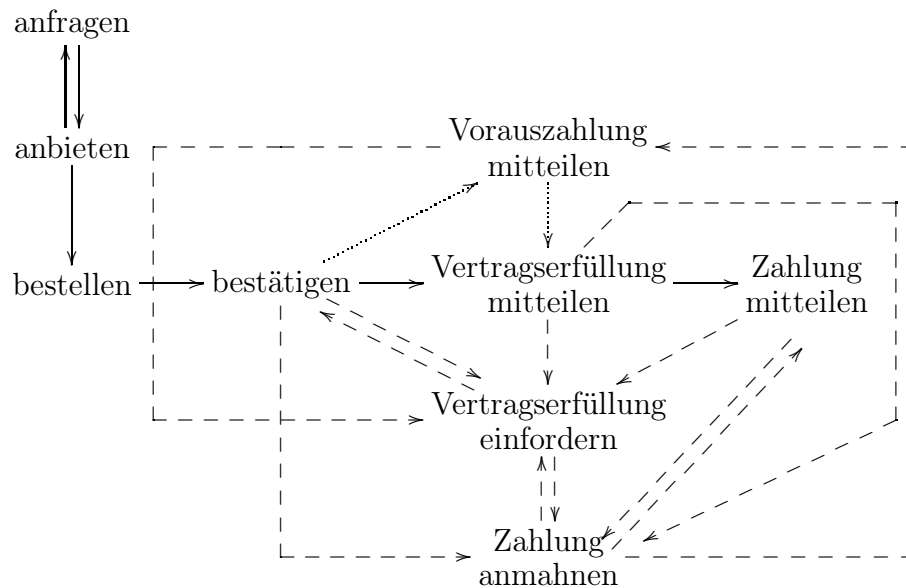 anfragen
anbieten
Vorauszahlung
mitteilen
bestellen
bestätigen
Vertragserfüllung
mitteilen
Zahlung
mitteilen
Vertragserfüllung
einfordern
Zahlung
anmahnen